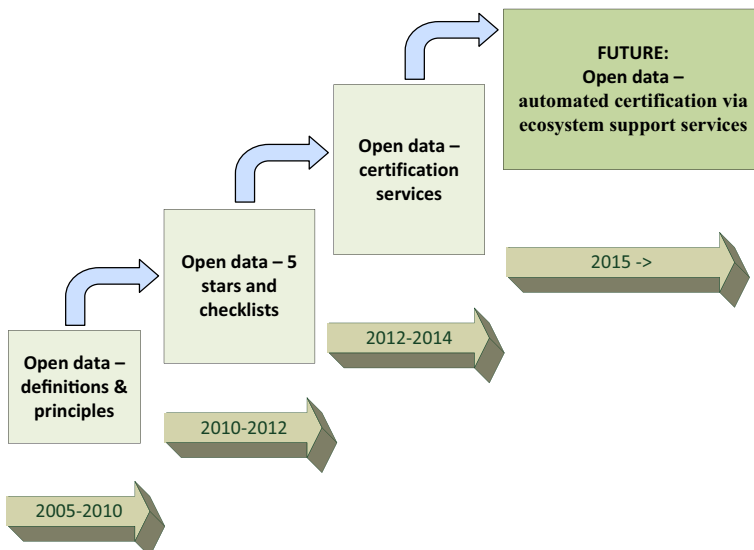 FUTURE:
Open data –
automated certification via
ecosystem support services
Open data –
certification
services
2015 ->
Open data – 5
stars and
checklists
2012-2014
Open data –
definitions &
principles
2010-2012
2005-2010